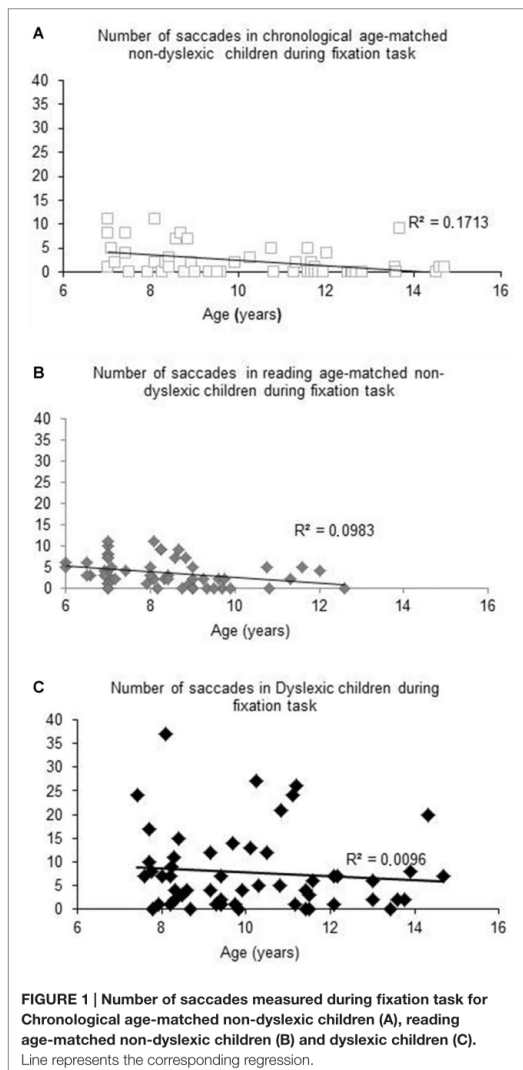 A
Number of saccades in chronological age-matched
non-dyslexic children during fixation task
40
35
30
25
20
15
10
5
0
R² = 0.1713
6 8 10 12 14 16
Age (years)
B
Number of saccades in reading age-matched non-
dyslexic children during fixation task
40
35
30
25
20
15
10
5
0
R² = 0.0983
6 8 10 12 14 16
Age (years)
C
Number of saccades in Dyslexic children during
fixation task
40
35
30
25
20
15
10
5
0
R² = 0.0096
6 8 10 12 14 16
Age (years)
FIGURE 1 | Number of saccades measured during fixation task for
Chronological age-matched non-dyslexic children (A), reading
age-matched non-dyslexic children (B) and dyslexic children (C).
Line represents the corresponding regression.